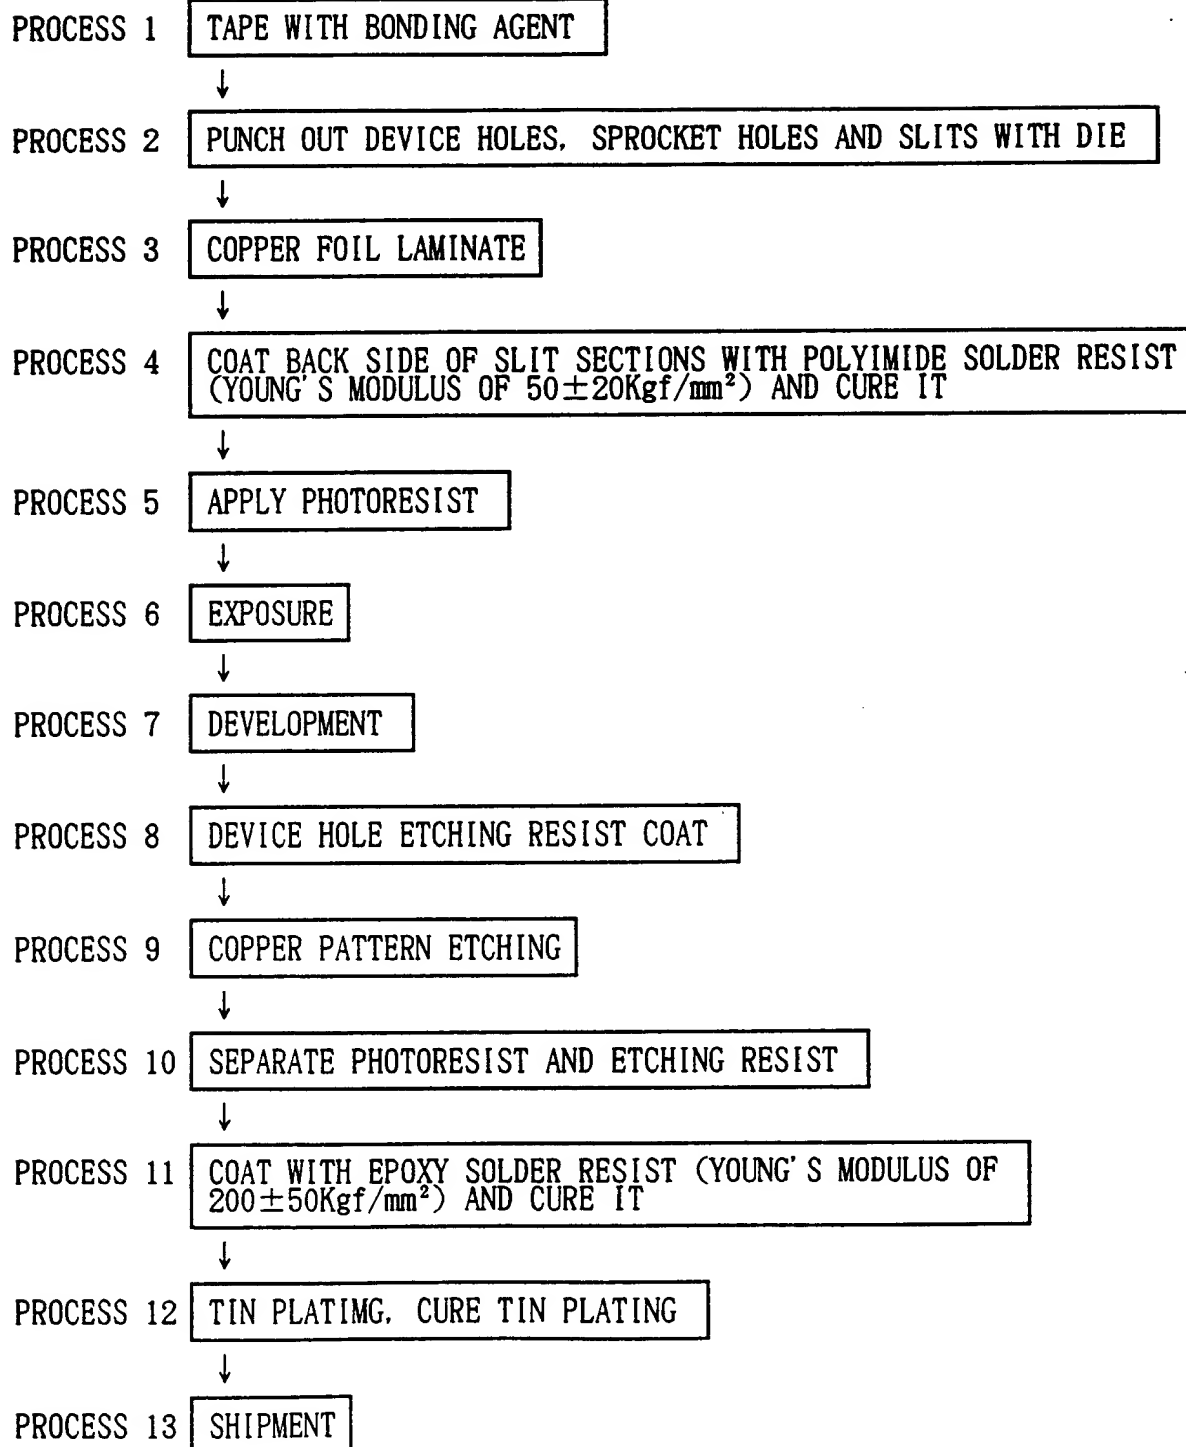 PROCESS 1 TAPE WITH BONDING AGENT
↓
PROCESS 2 PUNCH OUT DEVICE HOLES, SPROCKET HOLES AND SLITS WITH DIE
↓
PROCESS 3 COPPER FOIL LAMINATE
↓
PROCESS 4 COAT BACK SIDE OF SLIT SECTIONS WITH POLYIMIDE SOLDER RESIST
(YOUNG'S MODULUS OF 50±20Kgf/mm²) AND CURE IT
↓
PROCESS 5 APPLY PHOTORESIST
↓
PROCESS 6 EXPOSURE
↓
PROCESS 7 DEVELOPMENT
↓
PROCESS 8 DEVICE HOLE ETCHING RESIST COAT
↓
PROCESS 9 COPPER PATTERN ETCHING
↓
PROCESS 10 SEPARATE PHOTORESIST AND ETCHING RESIST
↓
PROCESS 11 COAT WITH EPOXY SOLDER RESIST (YOUNG'S MODULUS OF
200±50Kgf/mm²) AND CURE IT
↓
PROCESS 12 TIN PLATIMG, CURE TIN PLATING
↓
PROCESS 13 SHIPMENT